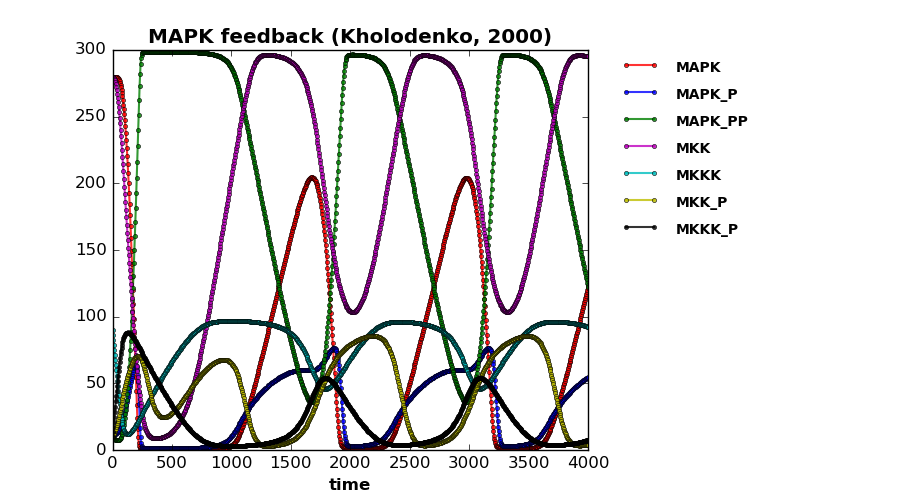 MAPK feedback (Kholodenko, 2000)
300
250
200
150
100
50
0
0 500 1000 1500 2000 2500 3000 3500 4000
time
MAPK
MAPK_P
MAPK_PP
MKK
MKKK
MKK_P
MKKK_P